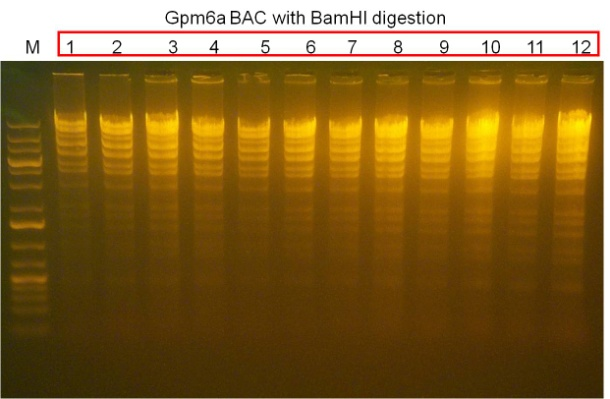 Gpm6a BAC with BamHI digestion
M 1 2 3 4 5 6 7 8 9 10 11 12